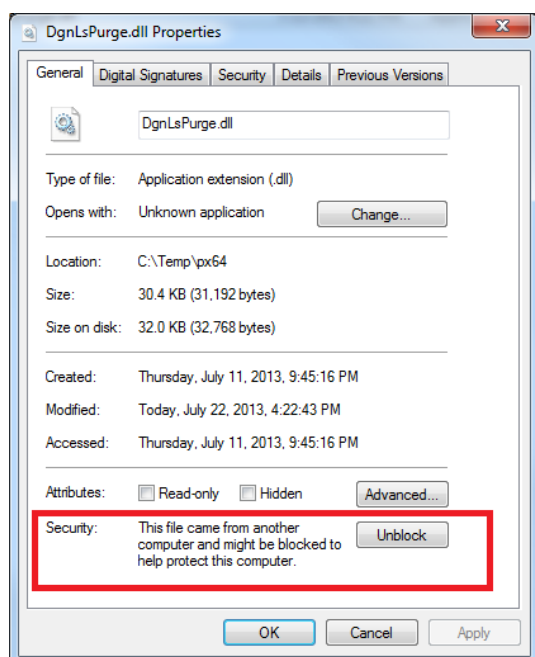 DgnLsPurge.dll Properties
General Digital Signatures Security Details Previous Versions
DgnLsPurge.dll
Type of file: Application extension (.dll)
Opens with: Unknown application Change...
Location: C:\Temp\px64
Size: 30.4 KB (31,192 bytes)
Size on disk: 32.0 KB (32,768 bytes)
Created: Thursday, July 11, 2013, 9:45:16 PM
Modified: Today, July 22, 2013, 4:22:43 PM
Accessed: Thursday, July 11, 2013, 9:45:16 PM
Attributes: Read-only Hidden Advanced...
Security: This file came from another
computer and might be blocked to
help protect this computer.
Unblock
OK Cancel Apply